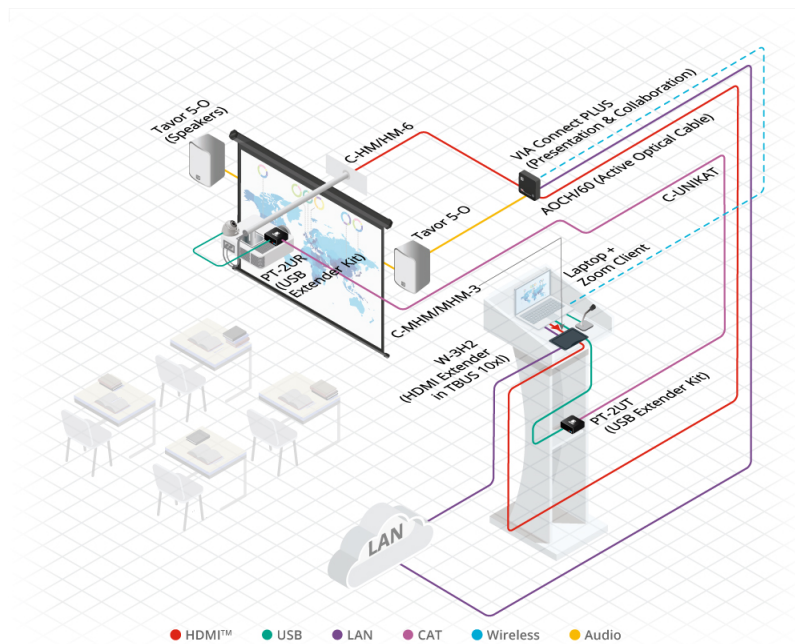 Tavor 5-O
(Speakers)
C-HM/HM-6
VIA Connect PLUS
(Presentation & Collaboration)
AOCH/60 (Active Optical Cable)
C-UNIKAT
Tavor 5-O
PT-2UR
(USB
Extender Kit)
C-MHM/MHM-3
Laptop +
Zoom Client
W-3H2
(HDMI Extender
in TBUS 10xl)
PT-2UT
(USB Extender Kit)
LAN
HDMI™
USB
LAN
CAT
Wireless
Audio